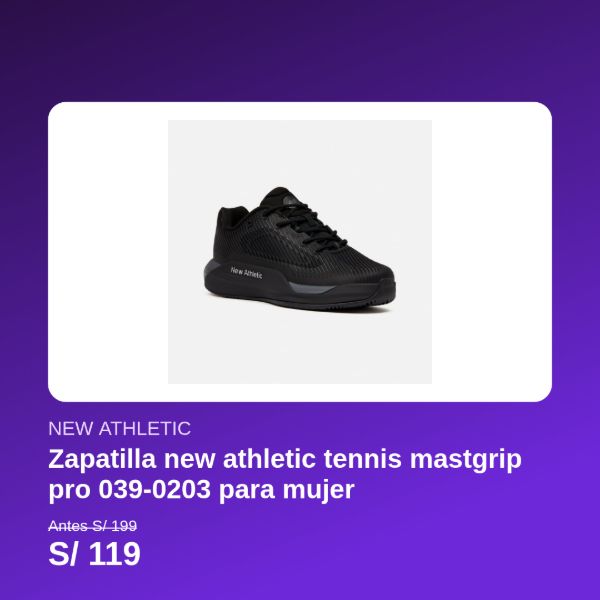 New Athletic
NEW ATHLETIC
Zapatilla new athletic tennis mastgrip
pro 039-0203 para mujer
Antes S/ 199
S/ 119